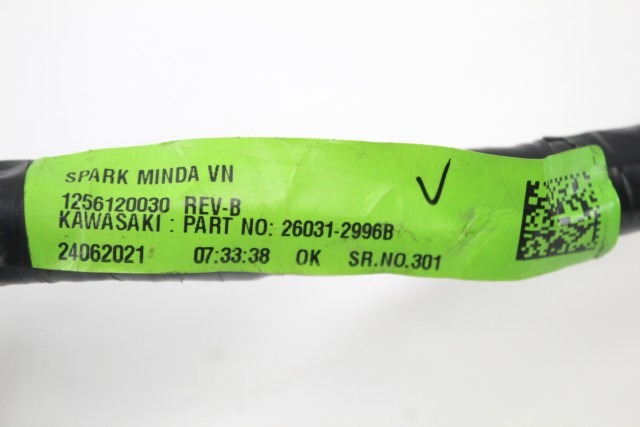 sPARK MINDA VN
1256120030 REV-B
KAWASAKI : PART NO: 26031-2996B
24062021 07:33:38 OK SR.NO.301